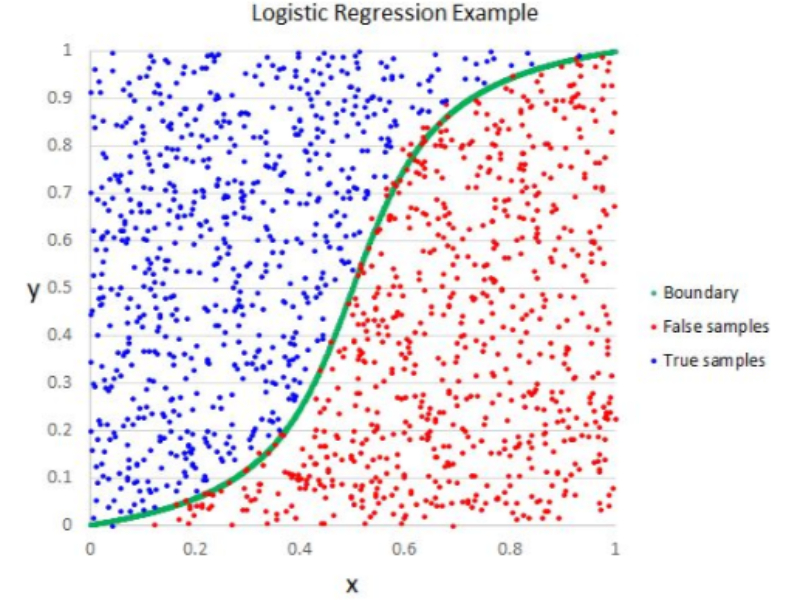 Logistic Regression Example
1
0.9
0.8
0.7
0.6
y 0.5
0.4
0.3
0.2
0.1
0
0 0.2 0.4 0.6 0.8 1
x
Boundary
False samples
True samples